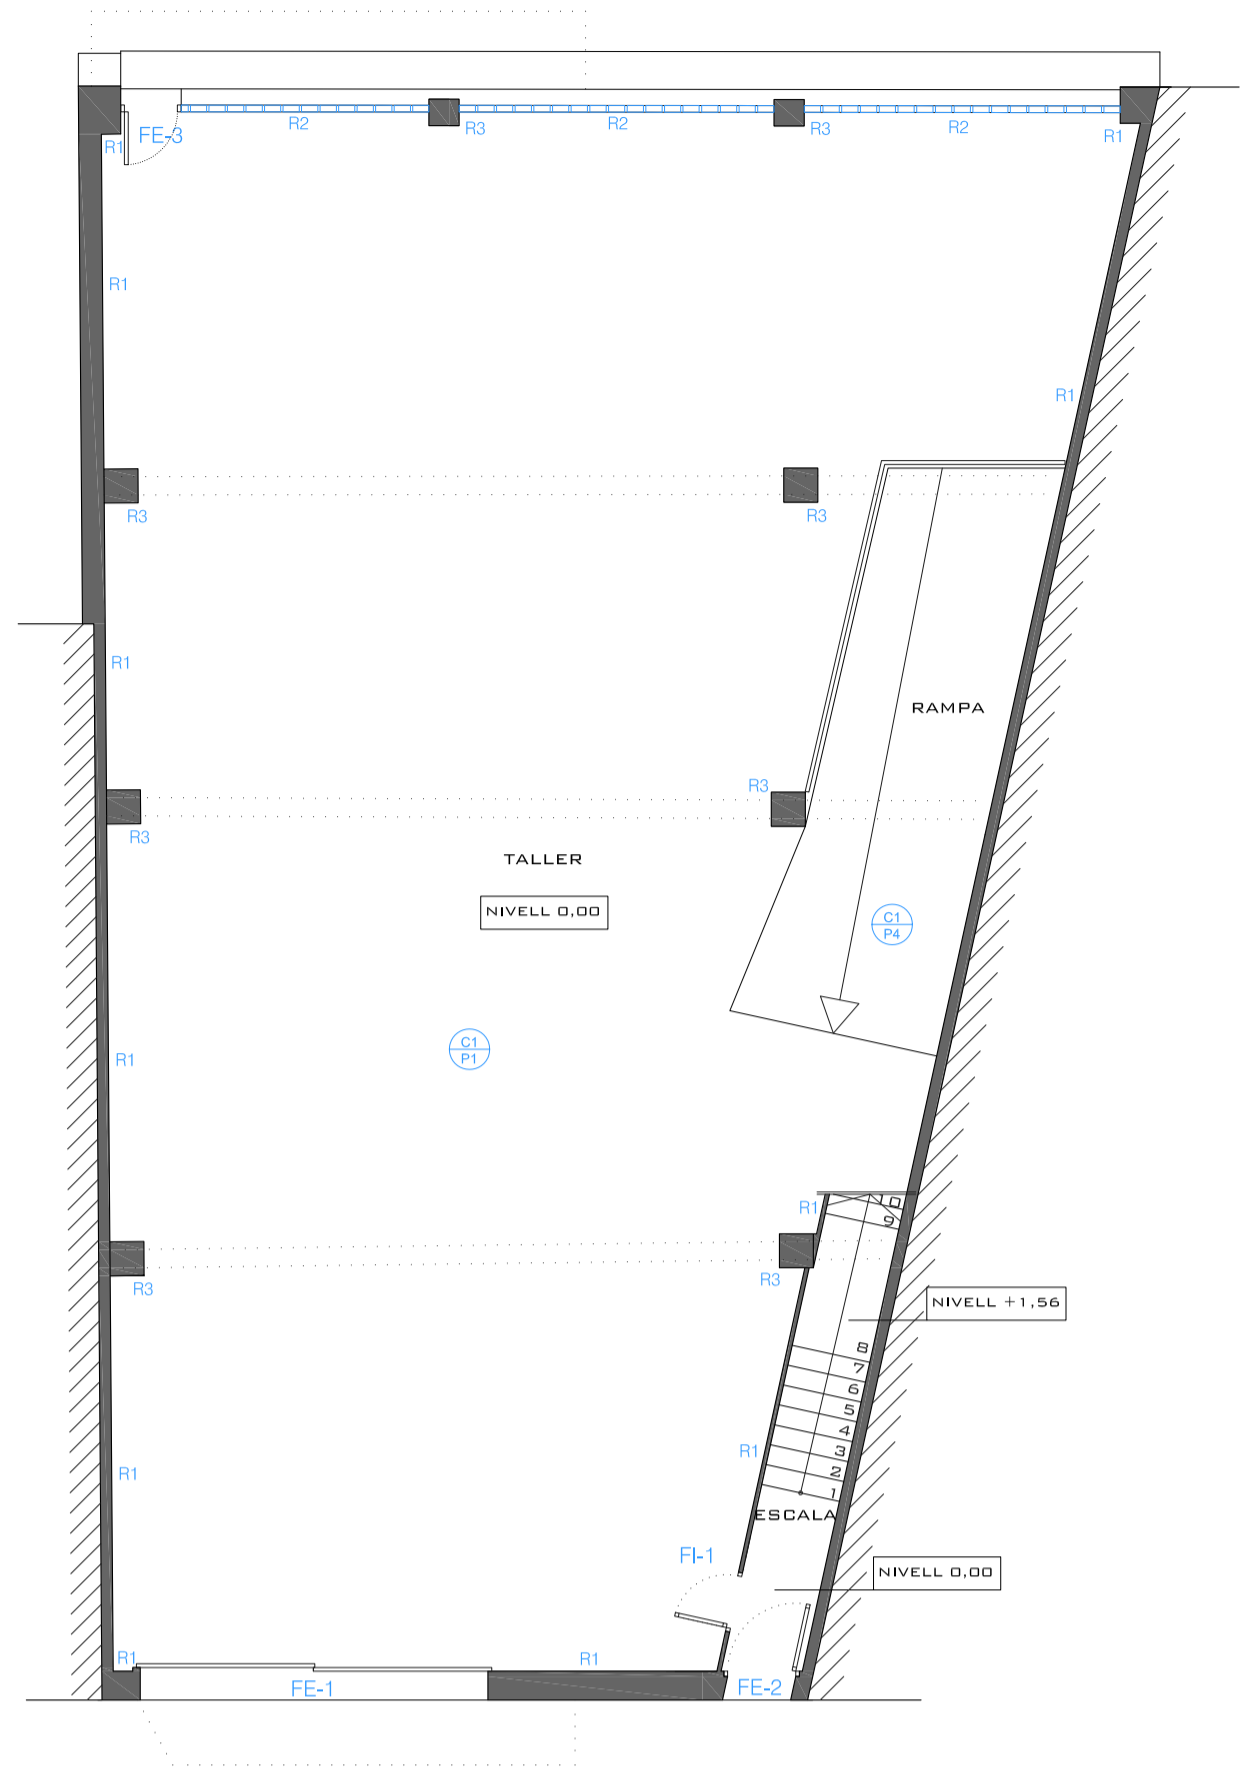 R2
R3
R2
R3
R2
R1
FE-3
R1
R1
R1
R3
R3
R1
RAMPA
R3
R3
TALLER
NIVELL 0,00
C1
P4
C1
P1
R1
10
9
R1
R3
R3
NIVELL +1,56
8
7
6
5
4
3
2
1
R1
R1
ESCALA
FI-1
NIVELL 0,00
R1
R1
FE-1
FE-2